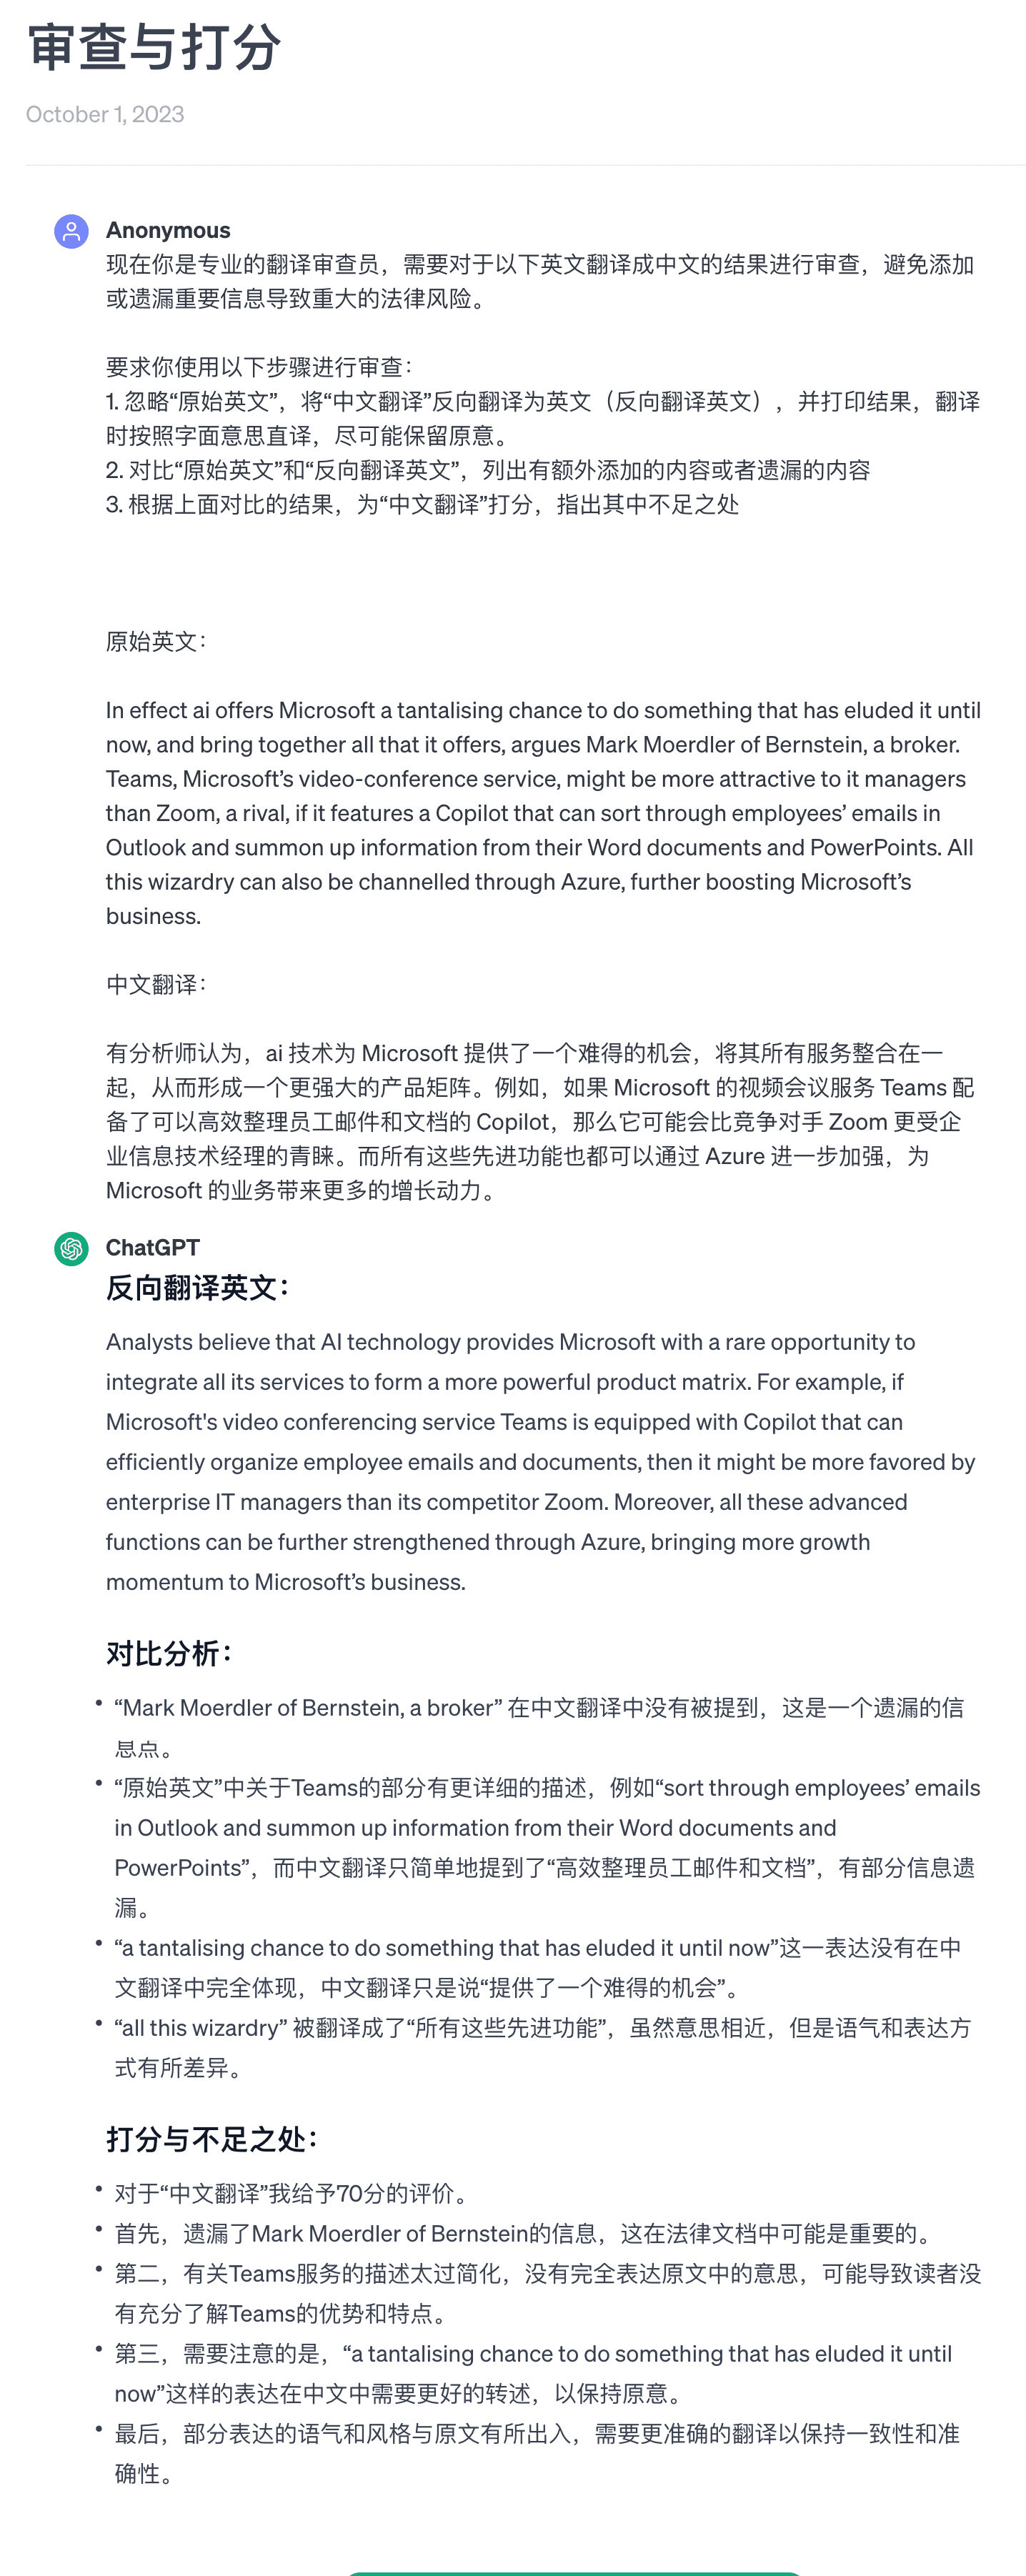 审查与打分
October 1, 2023
Anonymous
现在你是专业的翻译审查员，需要对于以下英文翻译成中文的结果进行审查，避免添加
或遗漏重要信息导致重大的法律风险。
要求你使用以下步骤进行审查：
1. 忽略“原始英文”，将“中文翻译”反向翻译为英文（反向翻译英文），并打印结果，翻译
时按照字面意思直译，尽可能保留原意。
2. 对比“原始英文”和“反向翻译英文”，列出有额外添加的内容或者遗漏的内容
3. 根据上面对比的结果，为“中文翻译”打分，指出其中不足之处
原始英文：
In effect ai offers Microsoft a tantalising chance to do something that has eluded it until
now, and bring together all that it offers, argues Mark Moerdler of Bernstein, a broker.
Teams, Microsoft’s video-conference service, might be more attractive to it managers
than Zoom, a rival, if it features a Copilot that can sort through employees’ emails in
Outlook and summon up information from their Word documents and PowerPoints. All
this wizardry can also be channelled through Azure, further boosting Microsoft’s
business.
中文翻译：
有分析师认为，ai 技术为 Microsoft 提供了一个难得的机会，将其所有服务整合在一
起，从而形成一个更强大的产品矩阵。例如，如果 Microsoft 的视频会议服务 Teams 配
备了可以高效整理员工邮件和文档的 Copilot，那么它可能会比竞争对手 Zoom 更受企
业信息技术经理的青睐。而所有这些先进功能也都可以通过 Azure 进一步加强，为
Microsoft 的业务带来更多的增长动力。
ChatGPT
反向翻译英文：
Analysts believe that AI technology provides Microsoft with a rare opportunity to
integrate all its services to form a more powerful product matrix. For example, if
Microsoft's video conferencing service Teams is equipped with Copilot that can
efficiently organize employee emails and documents, then it might be more favored by
enterprise IT managers than its competitor Zoom. Moreover, all these advanced
functions can be further strengthened through Azure, bringing more growth
momentum to Microsoft’s business.
对比分析：
• “Mark Moerdler of Bernstein, a broker” 在中文翻译中没有被提到，这是一个遗漏的信
息点。
• “原始英文”中关于Teams的部分有更详细的描述，例如“sort through employees’ emails
in Outlook and summon up information from their Word documents and
PowerPoints”，而中文翻译只简单地提到了“高效整理员工邮件和文档”，有部分信息遗
漏。
• “a tantalising chance to do something that has eluded it until now”这一表达没有在中
文翻译中完全体现，中文翻译只是说“提供了一个难得的机会”。
• “all this wizardry” 被翻译成了“所有这些先进功能”，虽然意思相近，但是语气和表达方
式有所差异。
打分与不足之处：
• 对于“中文翻译”我给予70分的评价。
• 首先，遗漏了Mark Moerdler of Bernstein的信息，这在法律文档中可能是重要的。
• 第二，有关Teams服务的描述太过简化，没有完全表达原文中的意思，可能导致读者没
有充分了解Teams的优势和特点。
• 第三，需要注意的是，“a tantalising chance to do something that has eluded it until
now”这样的表达在中文中需要更好的转述，以保持原意。
• 最后，部分表达的语气和风格与原文有所出入，需要更准确的翻译以保持一致性和准
确性。